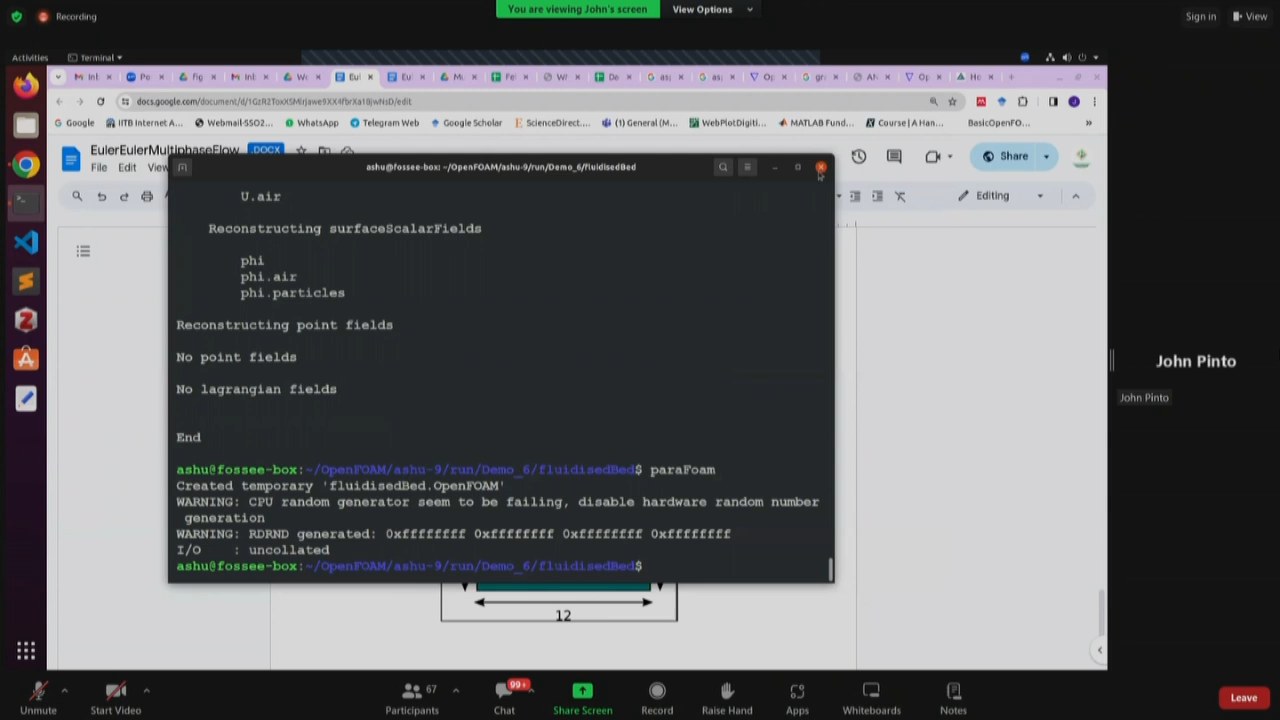 Recording
You are viewing John's screen
View Options
Sign in
View
Activities
Terminal
docs.google.com/document/d/1GzR2ToxXSMirJawe9XX4fbrXa18jwNsD/edit
Google
IITB Internet A...
Webmail-SSO2...
WhatsApp
Telegram Web
Google Scholar
ScienceDirect....
(1) General (M...
WebPlotDigiti...
MATLAB Fund...
Course | A Han...
BasicOpenFO...
»
EulerEulerMultiphaseFlow
.DOCX
File Edit View
Share
Editing
ashu@fossee-box: ~/OpenFOAM/ashu-9/run/Demo_6/fluidisedBed
U.air
Reconstructing surfaceScalarFields
phi
phi.air
phi.particles
Reconstructing point fields
No point fields
No lagrangian fields
End
ashu@fossee-box:~/OpenFOAM/ashu-9/run/Demo_6/fluidisedBed$ paraFoam
Created temporary 'fluidisedBed.OpenFOAM'
WARNING: CPU random generator seem to be failing, disable hardware random number
generation
WARNING: RDRND generated: 0xffffffff 0xffffffff 0xffffffff 0xffffffff
I/O : uncollated
ashu@fossee-box:~/OpenFOAM/ashu-9/run/Demo_6/fluidisedBed$
12
John Pinto
John Pinto
Unmute
Start Video
67
Participants
99+
Chat
Share Screen
Record
Raise Hand
Apps
Whiteboards
Notes
Leave